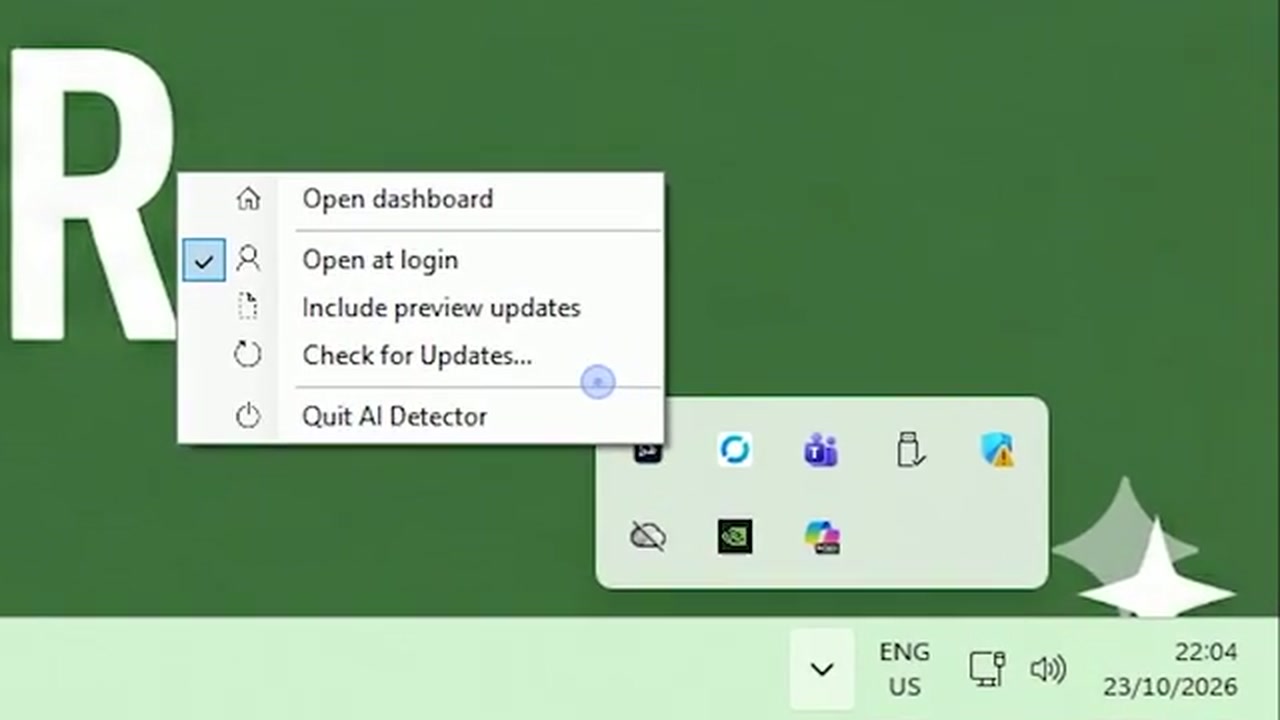 R
Open dashboard
Open at login
Include preview updates
Check for Updates...
Quit AI Detector
ENG
US
22:04
23/10/2026